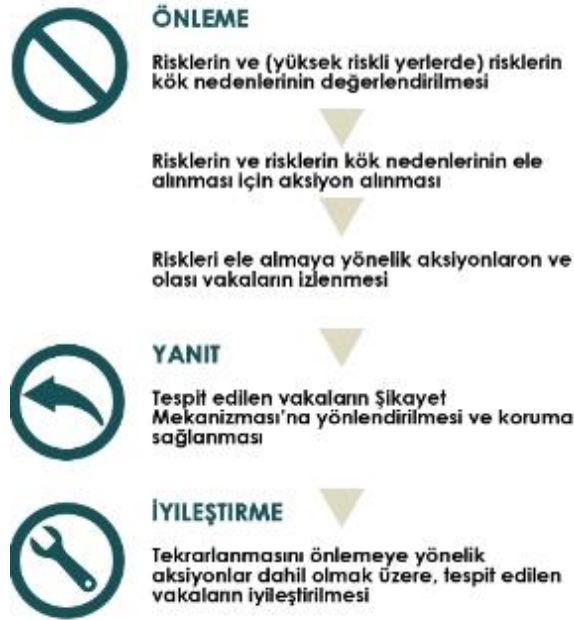 ÖNLEME
Risklerin ve (yüksek riskli yerlerde) risklerin
kök nedenlerinin değerlendirilmesi
Risklerin ve risklerin kök nedenlerinin ele
alınması için aksiyon alınması
Riskleri ele almaya yönelik aksiyonlaron ve
olası vakaların izlenmesi
YANIT
Tespit edilen vakaların Şikayet
Mekanizması'na yönlendirilmesi ve koruma
sağlanması
İYİLEŞTİRME
Tekrarlanmasını önlemeye yönelik
aksiyonlar dahil olmak üzere, tespit edilen
vakaların iyileştirilmesi